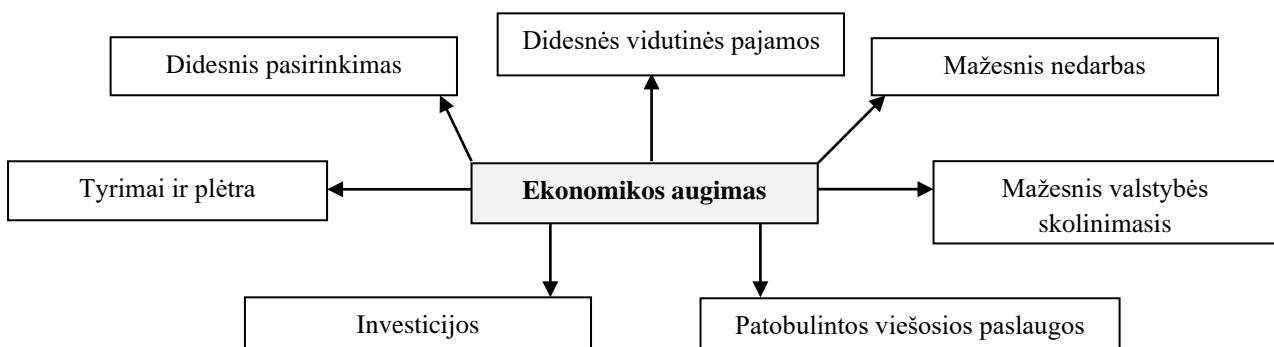 Didesnės vidutinės pajamos
Didesnis pasirinkimas
Mažesnis nedarbas
Tyrimai ir plėtra
Ekonomikos augimas
Mažesnis valstybės
skolinimasis
Investicijos
Patobulintos viešosios paslaugos